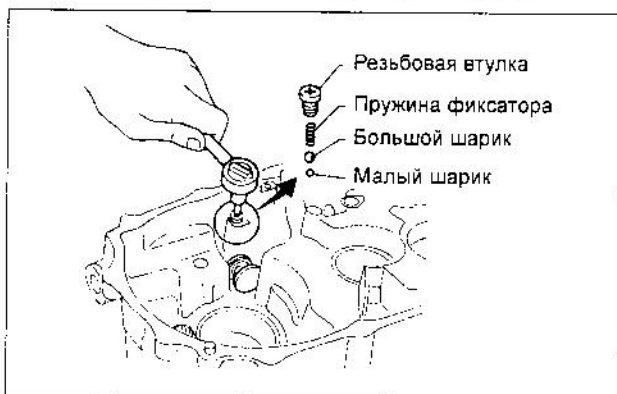 Резьбовая втулка
Пружина фиксатора
Большой шарик
Малый шарик